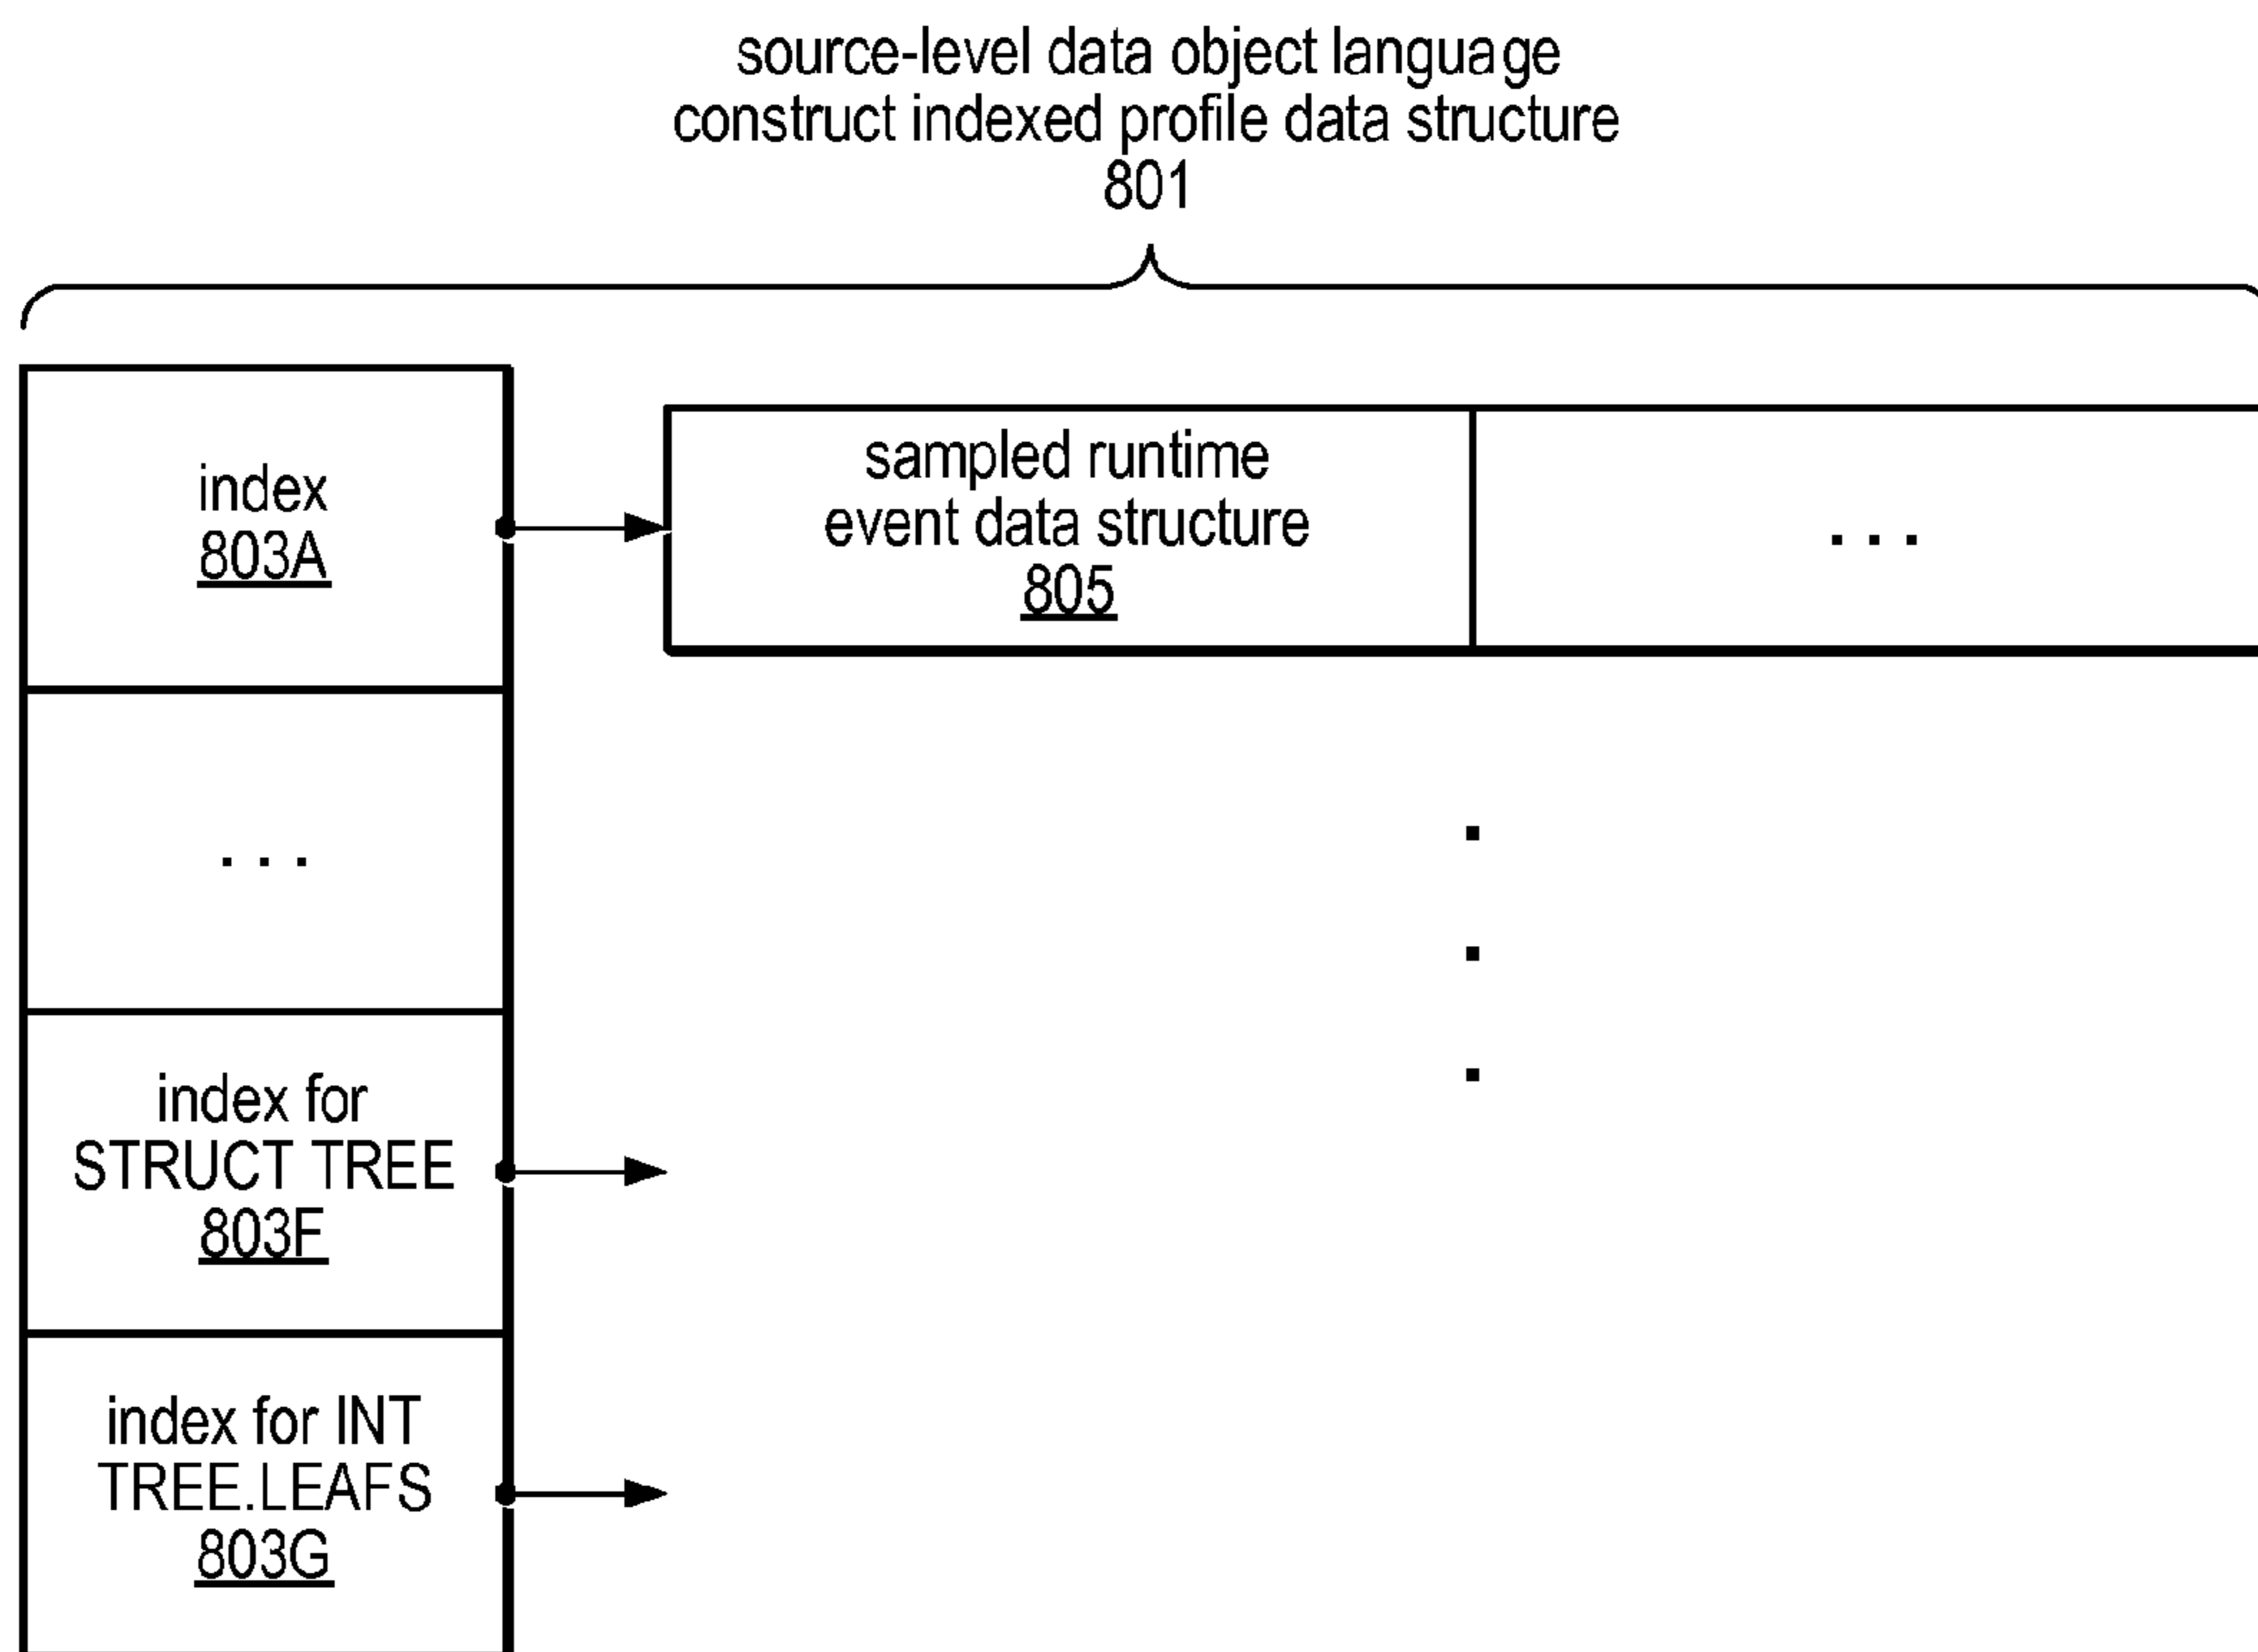 source-level data object language
construct indexed profile data structure
801
index
803A
sampled runtime
event data structure
805
. . .
. . .
.
.
.
index for
STRUCT TREE
803F
index for INT
TREE.LEAFS
803G